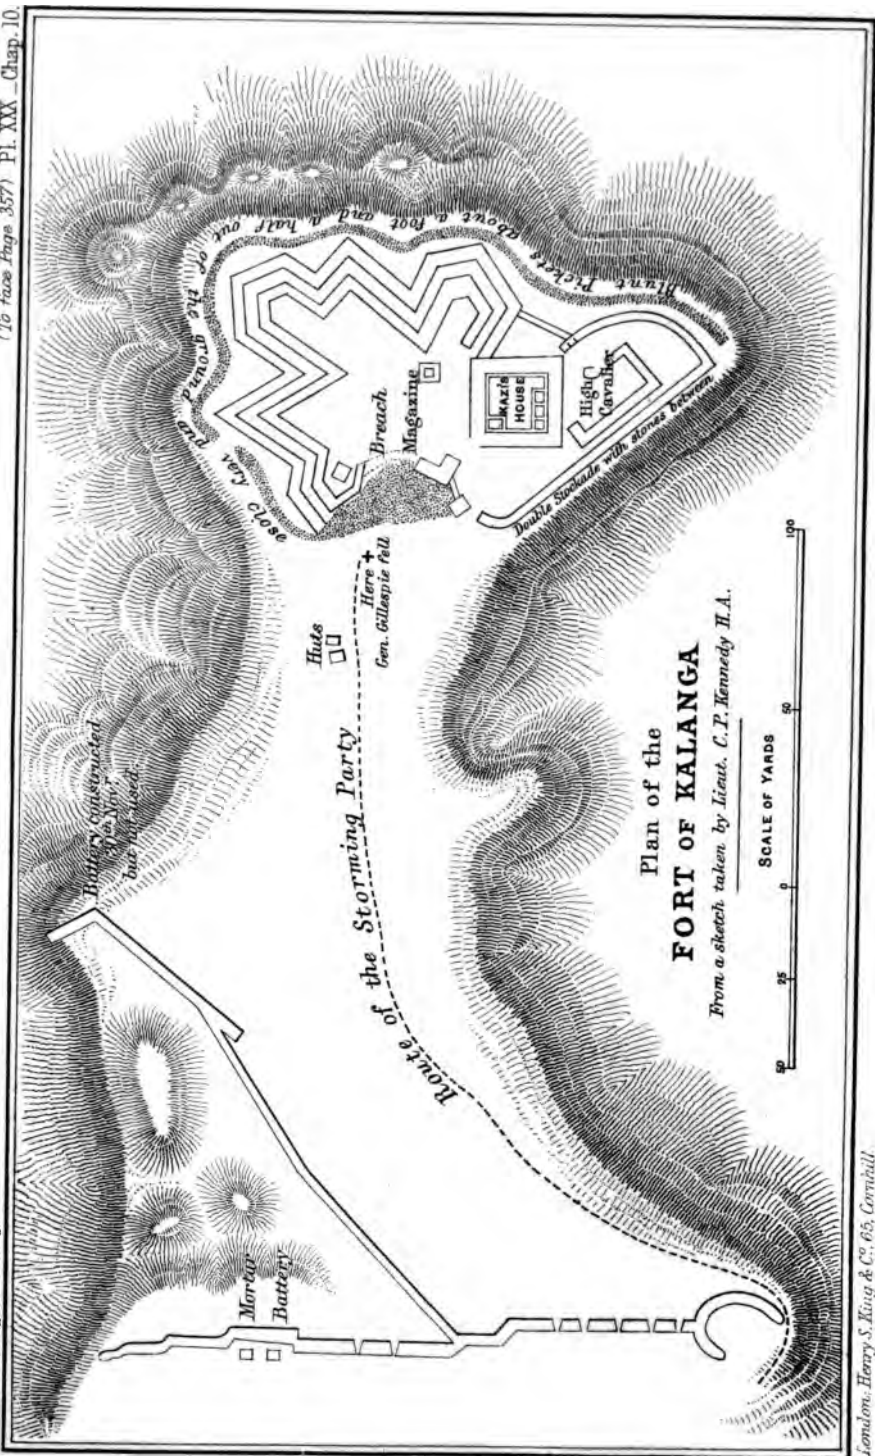 (To face Page 357) Pl. XXX _ Chap. 10.
Plan of the
FORT OF KALANGA
From a sketch taken by Lieut. C. P. Kennedy H.A.
SCALE OF YARDS
50 25 0 50 100
Blunt Pickets about a foot and a half out of the ground and very close
Breach
Magazine
KAZI'S
HOUSE
High
Cavalier
Double Stockade with stones between
Here +
Gen. Gillespie fell
Huts
Route of the Storming Party
Battery constructed
Nov.r
but not used.
Mortar
Battery
London: Henry S. King & Co., 65, Cornhill.